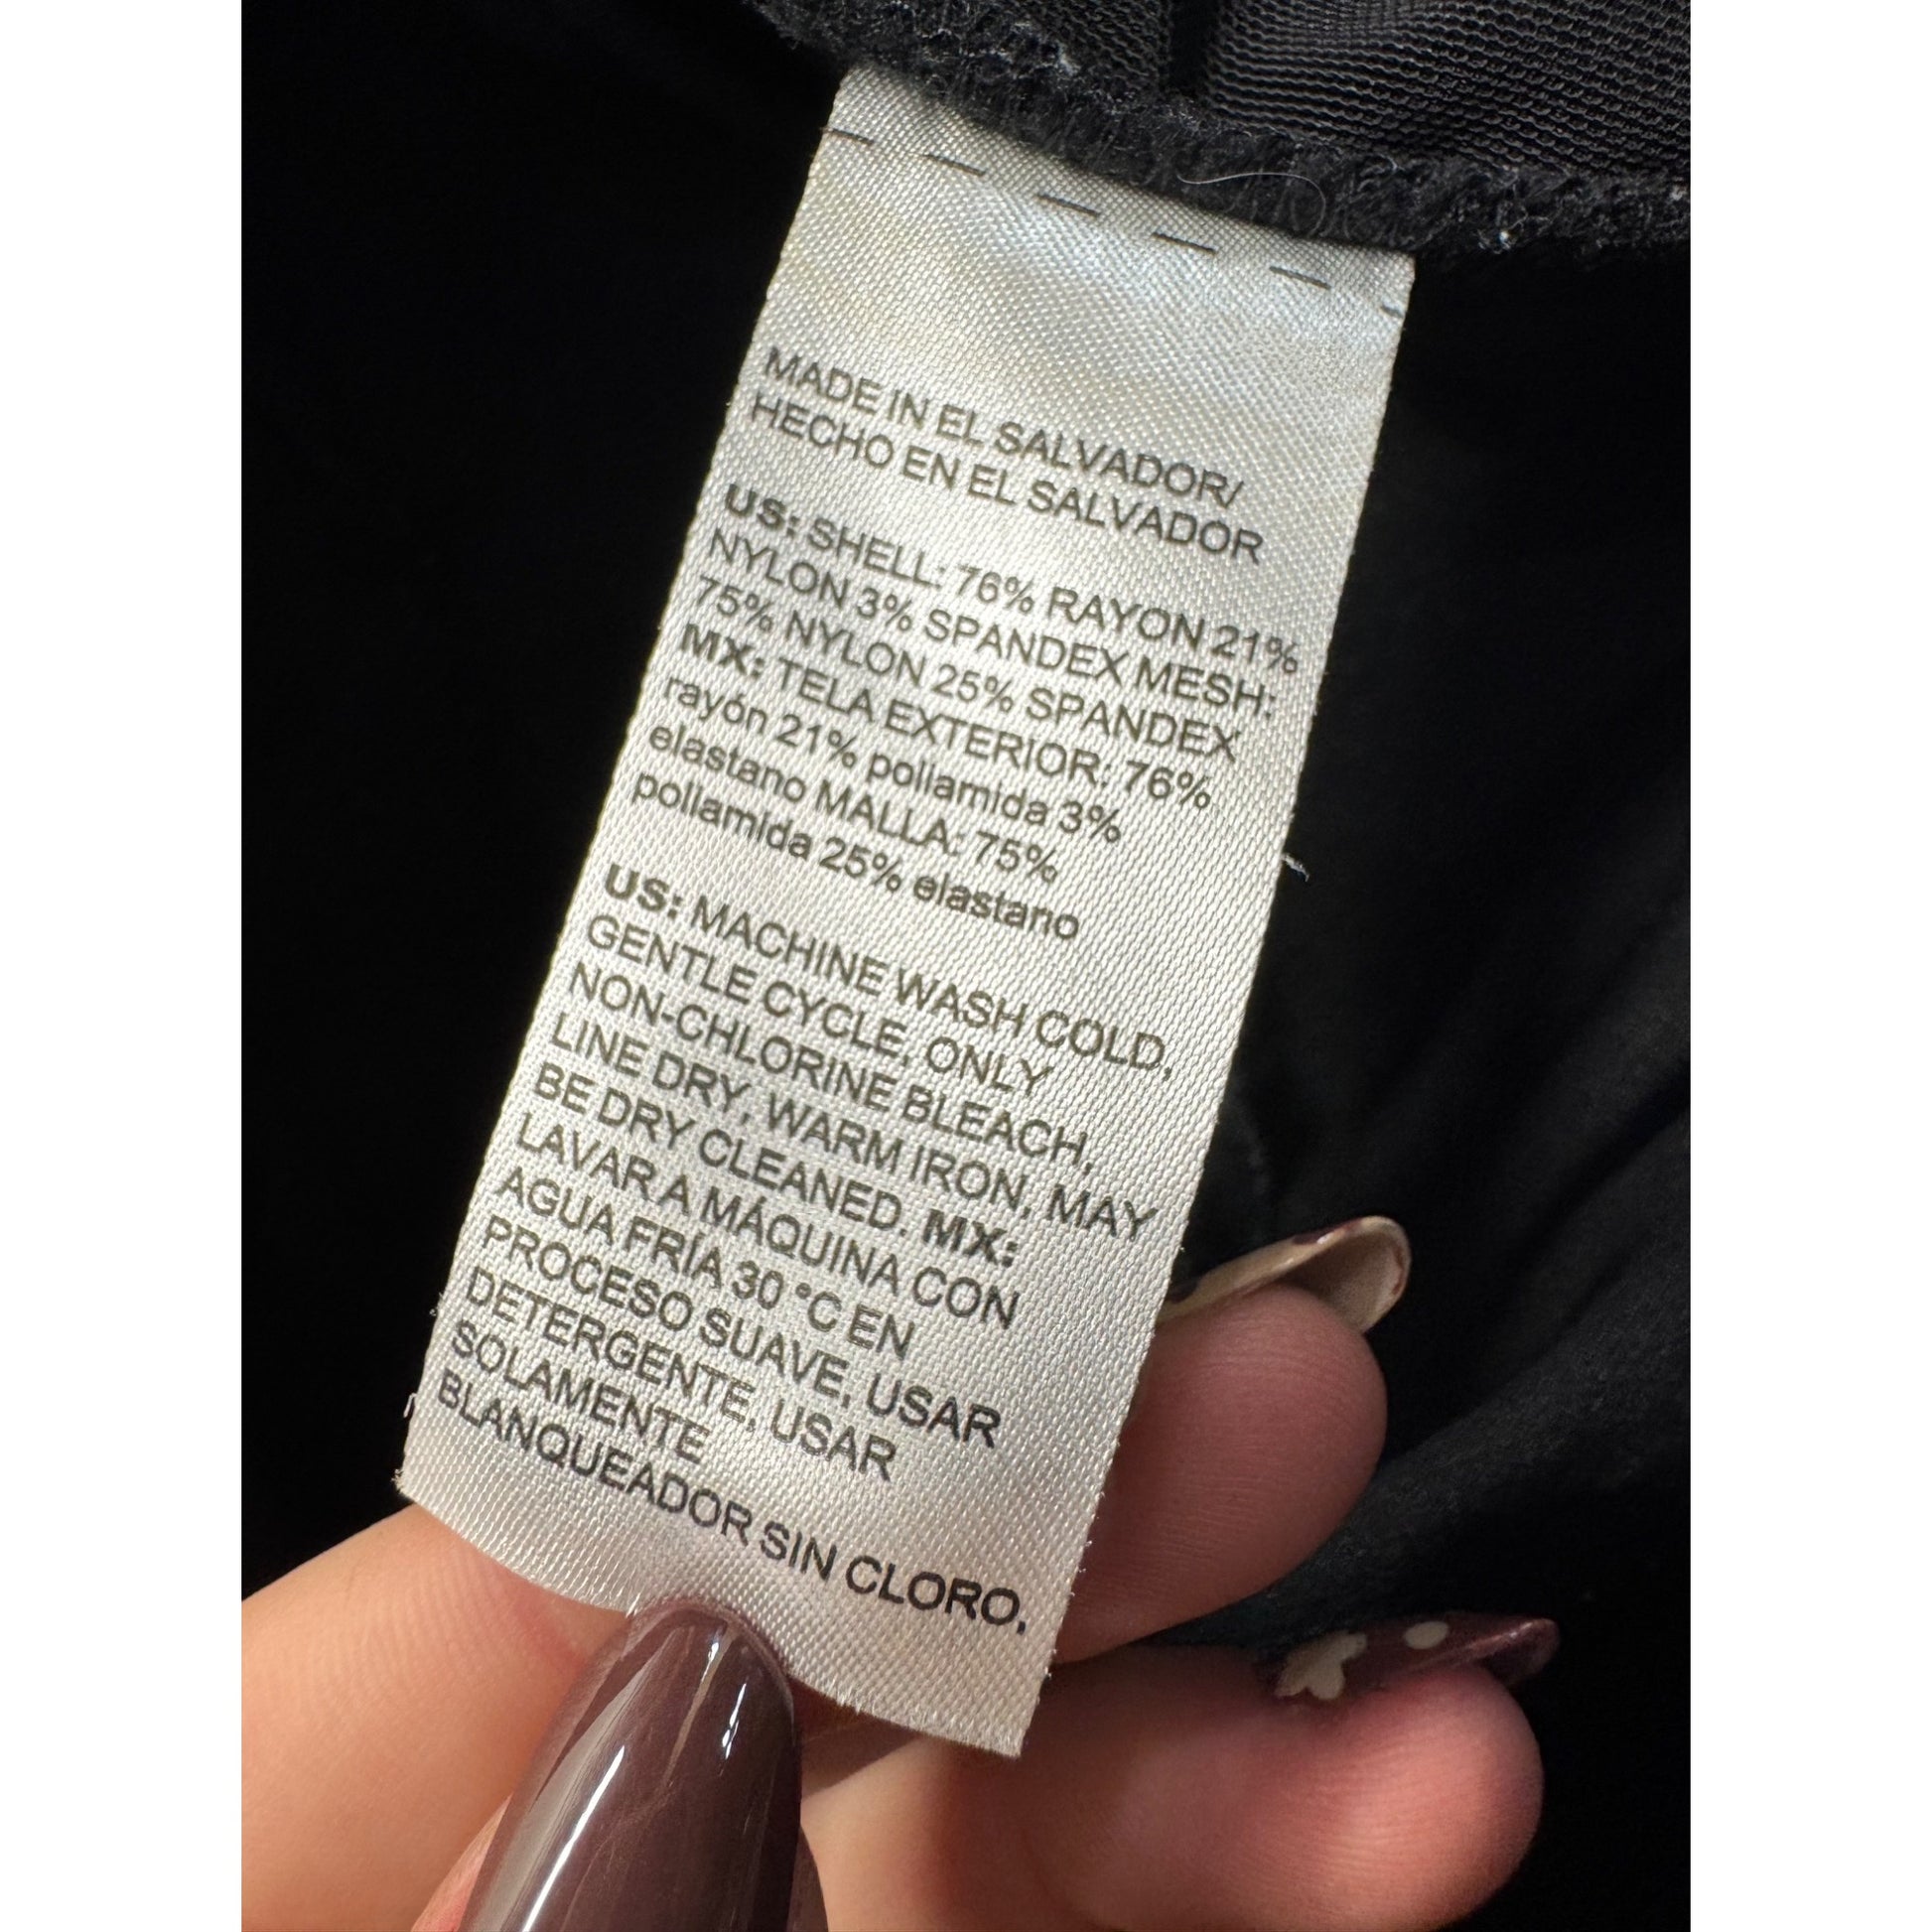 MADE IN EL SALVADOR/
HECHO EN EL SALVADOR
US: SHELL: 76% RAYON 21%
NYLON 3% SPANDEX MESH:
75% NYLON 25% SPANDEX
MX: TELA EXTERIOR: 76%
rayón 21% poliamida 3%
elastano MALLA: 75%
poliamida 25% elastano
US: MACHINE WASH COLD,
GENTLE CYCLE, ONLY
NON-CHLORINE BLEACH,
LINE DRY, WARM IRON, MAY
BE DRY CLEANED. MX:
LAVAR A MÁQUINA CON
AGUA FRÍA 30 °C EN
PROCESO SUAVE, USAR
DETERGENTE, USAR
SOLAMENTE
BLANQUEADOR SIN CLORO,